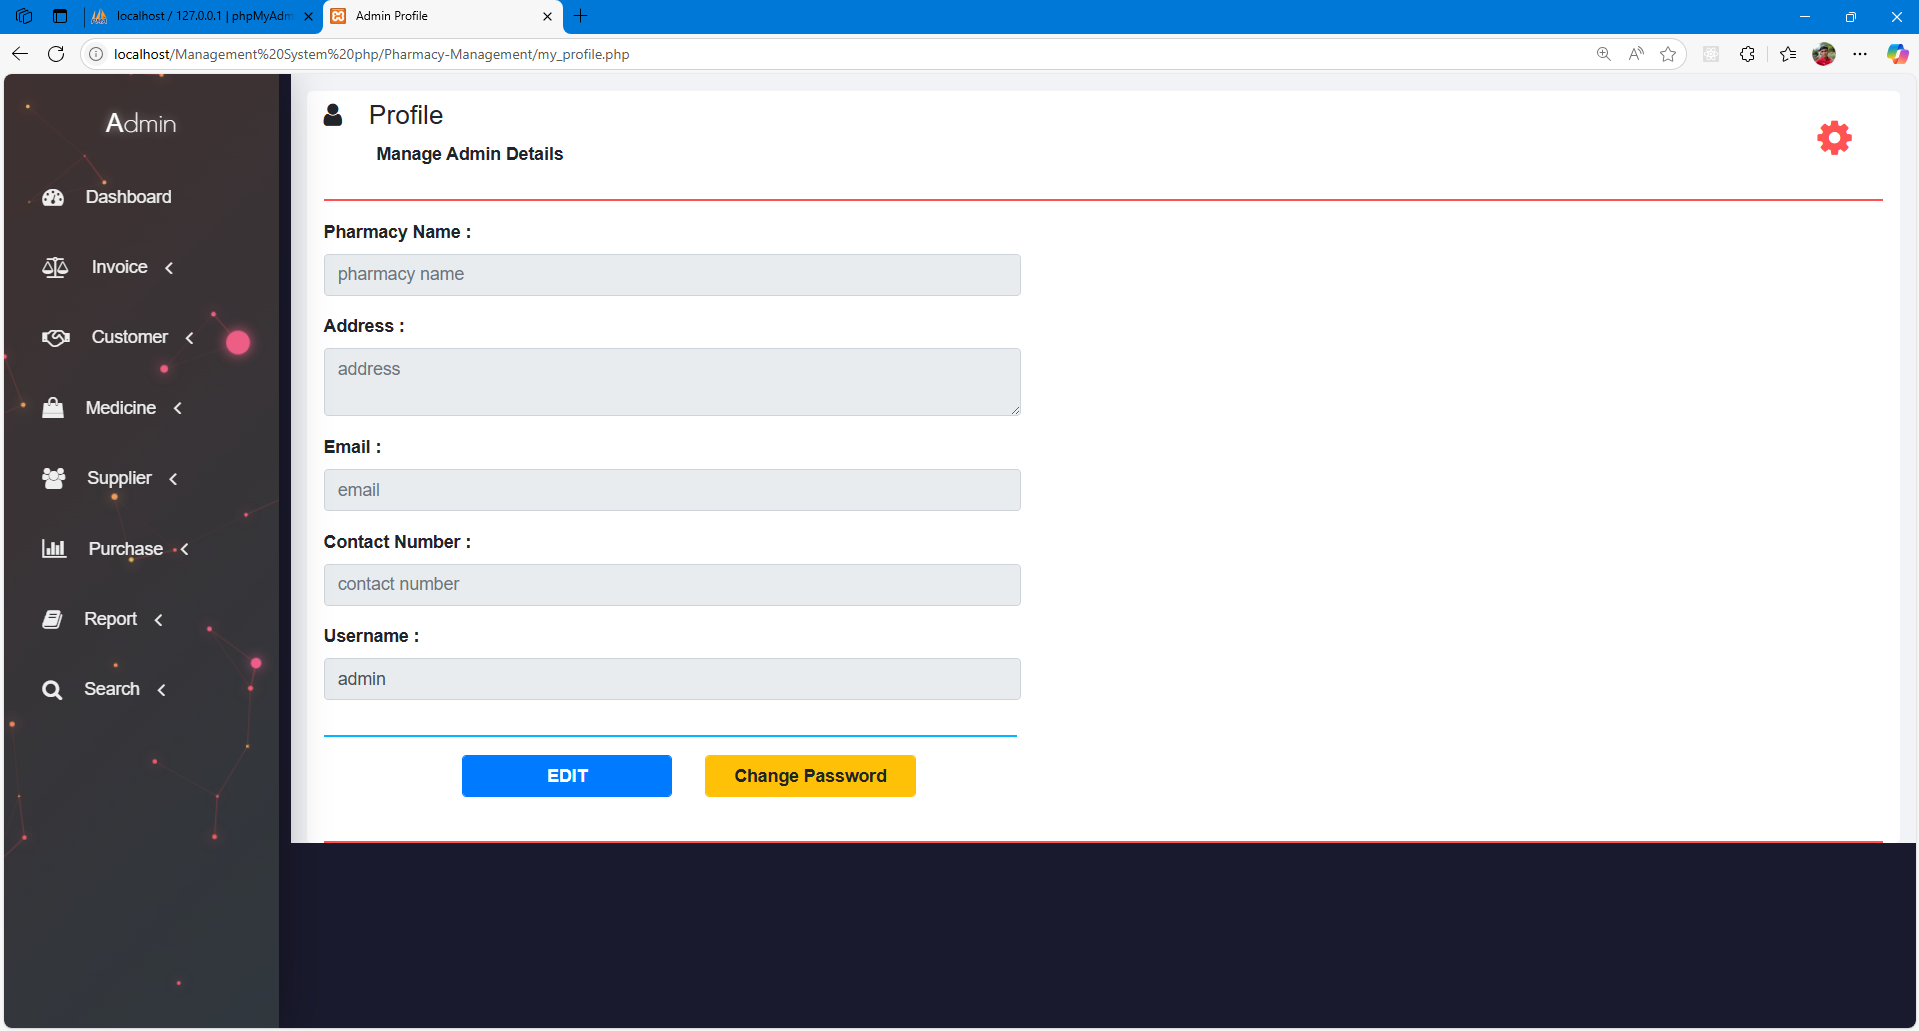 localhost / 127.0.0.1 | phpMyAdm
Admin Profile
localhost/Management%20System%20php/Pharmacy-Management/my_profile.php
Admin
Dashboard
Invoice
Customer
Medicine
Supplier
Purchase
Report
Search
Profile
Manage Admin Details
Pharmacy Name :
pharmacy name
Address :
address
Email :
email
Contact Number :
contact number
Username :
admin
EDIT
Change Password